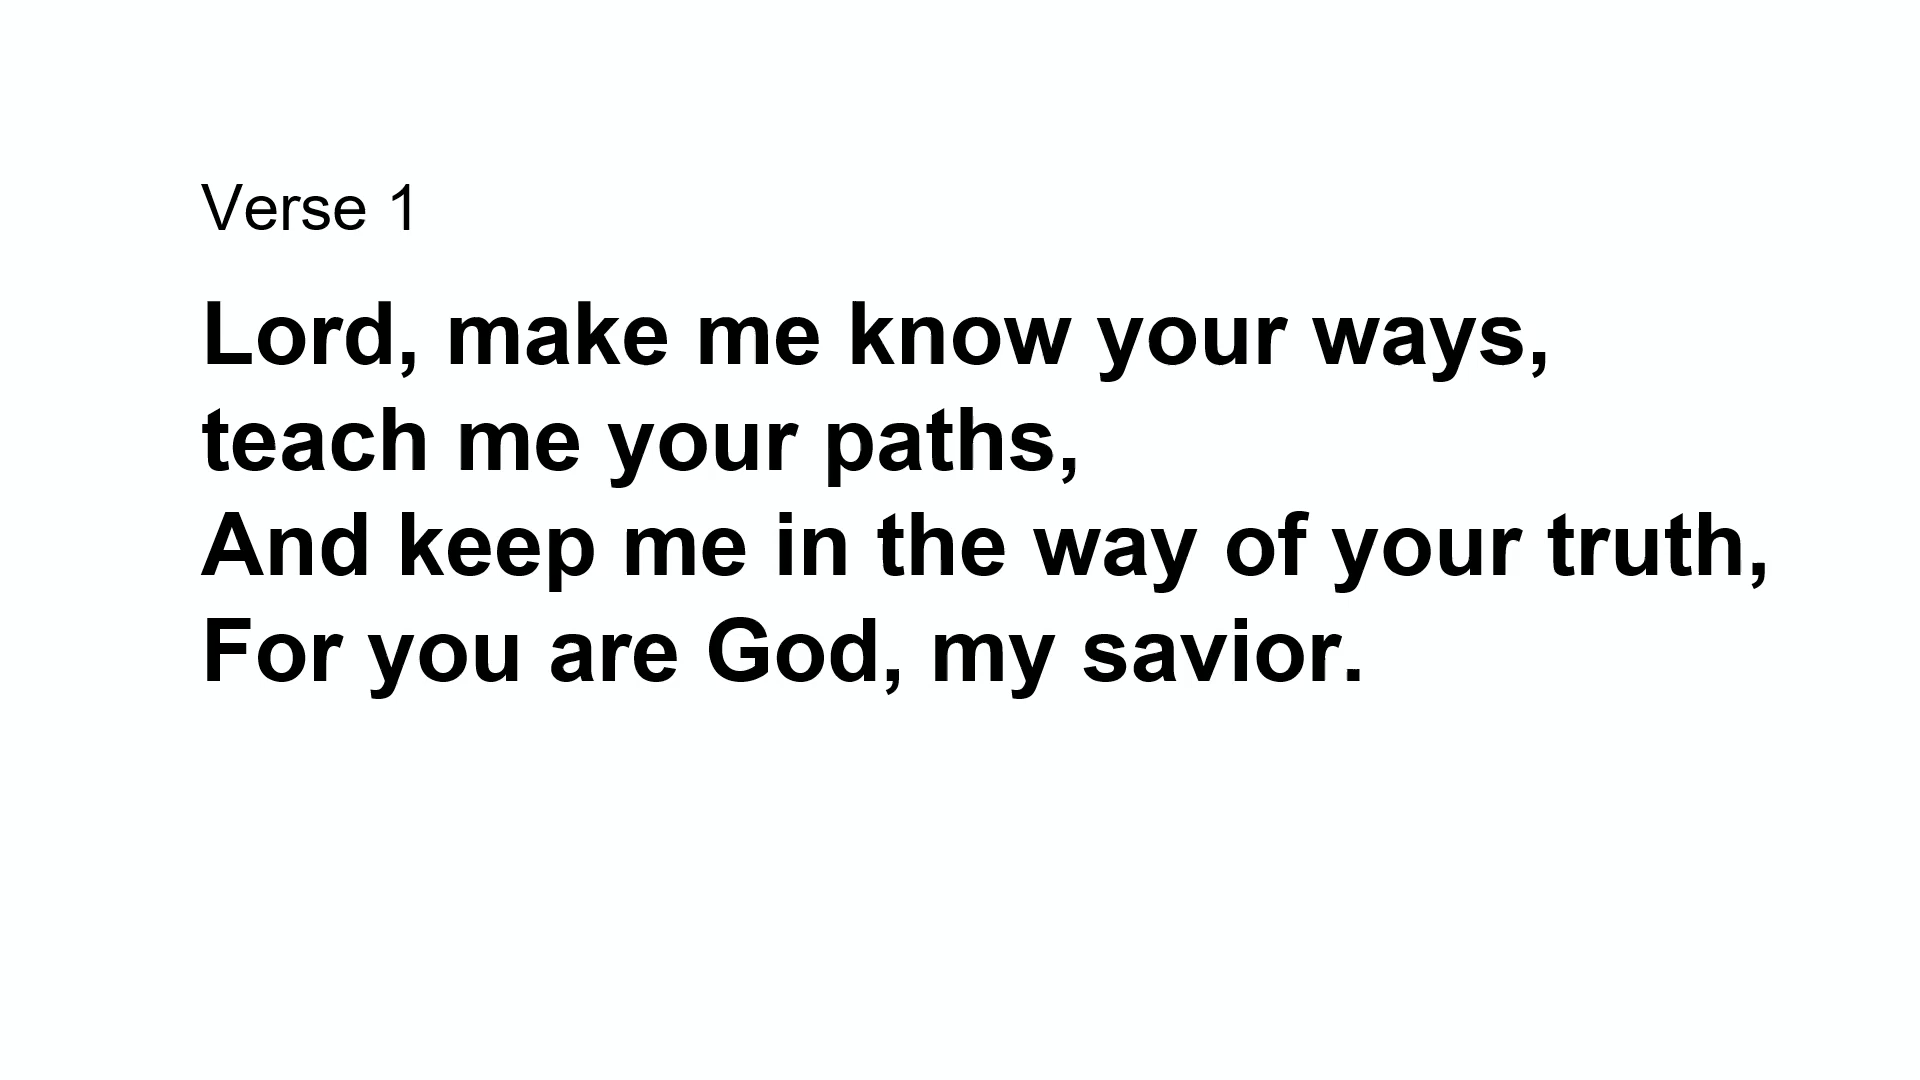 Verse 1
Lord, make me know your ways,
teach me your paths,
And keep me in the way of your truth,
For you are God, my savior.